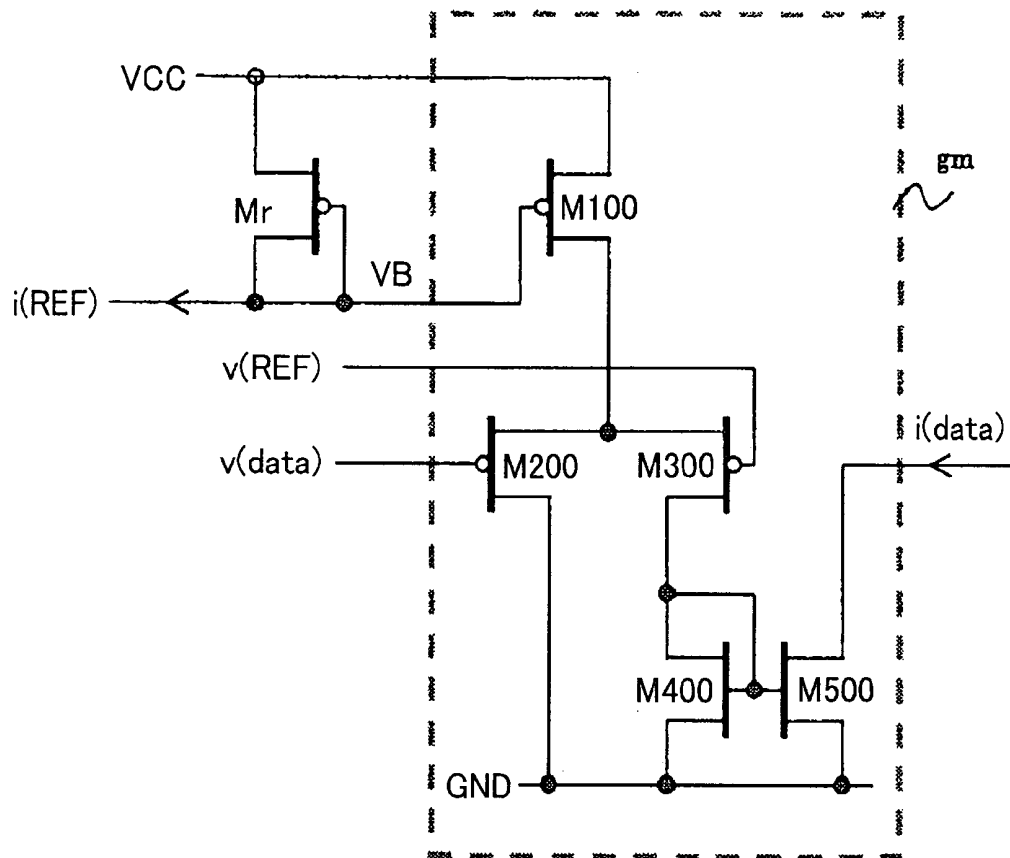 VCC
gm
Mr
M100
VB
i(REF)
v(REF)
i(data)
v(data)
M200
M300
M400
M500
GND